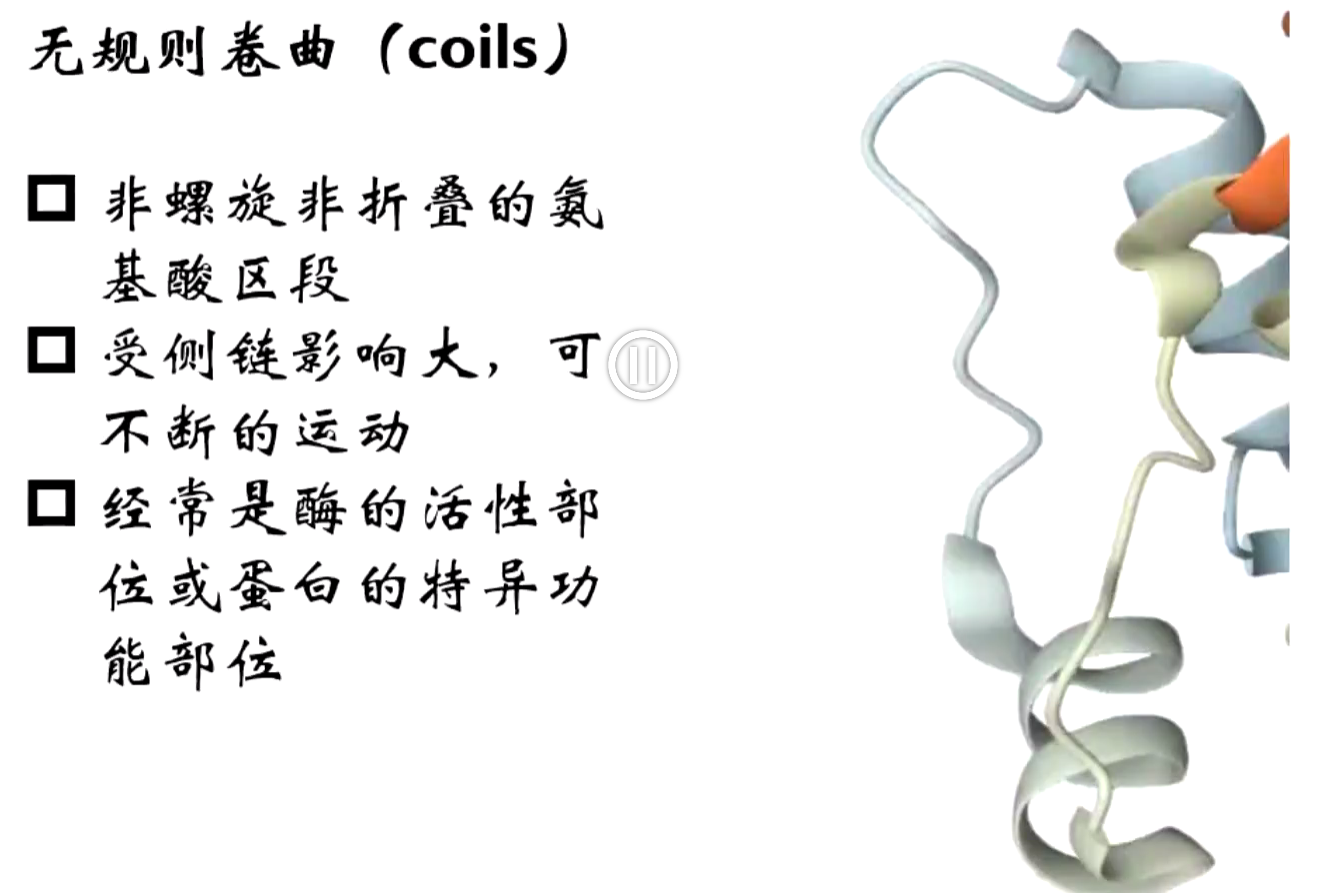 无规则卷曲（coils）
非螺旋非折叠的氨
基酸区段
受侧链影响大，可
不断的运动
经常是酶的活性部
位或蛋白的特异功
能部位